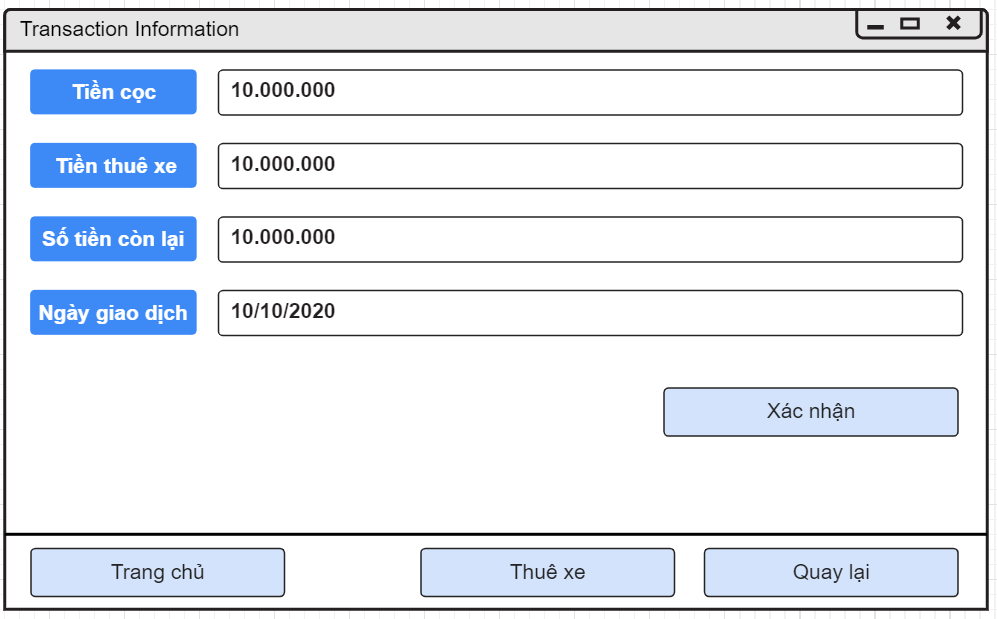 Transaction Information
Tiền cọc 10.000.000
Tiền thuê xe 10.000.000
Số tiền còn lại 10.000.000
Ngày giao dịch 10/10/2020
Xác nhận
Trang chủ Thuê xe Quay lại